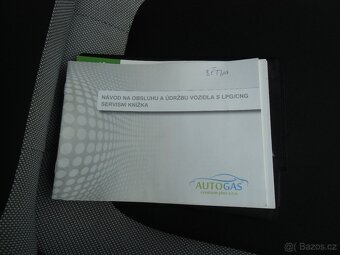 NÁVOD NA OBSLUHU A ÚDRŽBU VOZIDLA S LPG/CNG
SERVISNÍ KNÍŽKA
AUTOGAS
© Bazos.cz